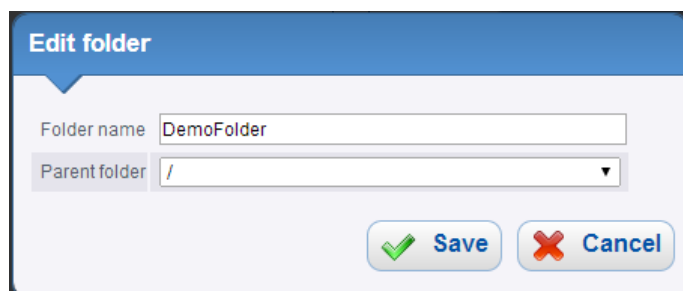 Edit folder
Folder name DemoFolder
Parent folder /
Save Cancel